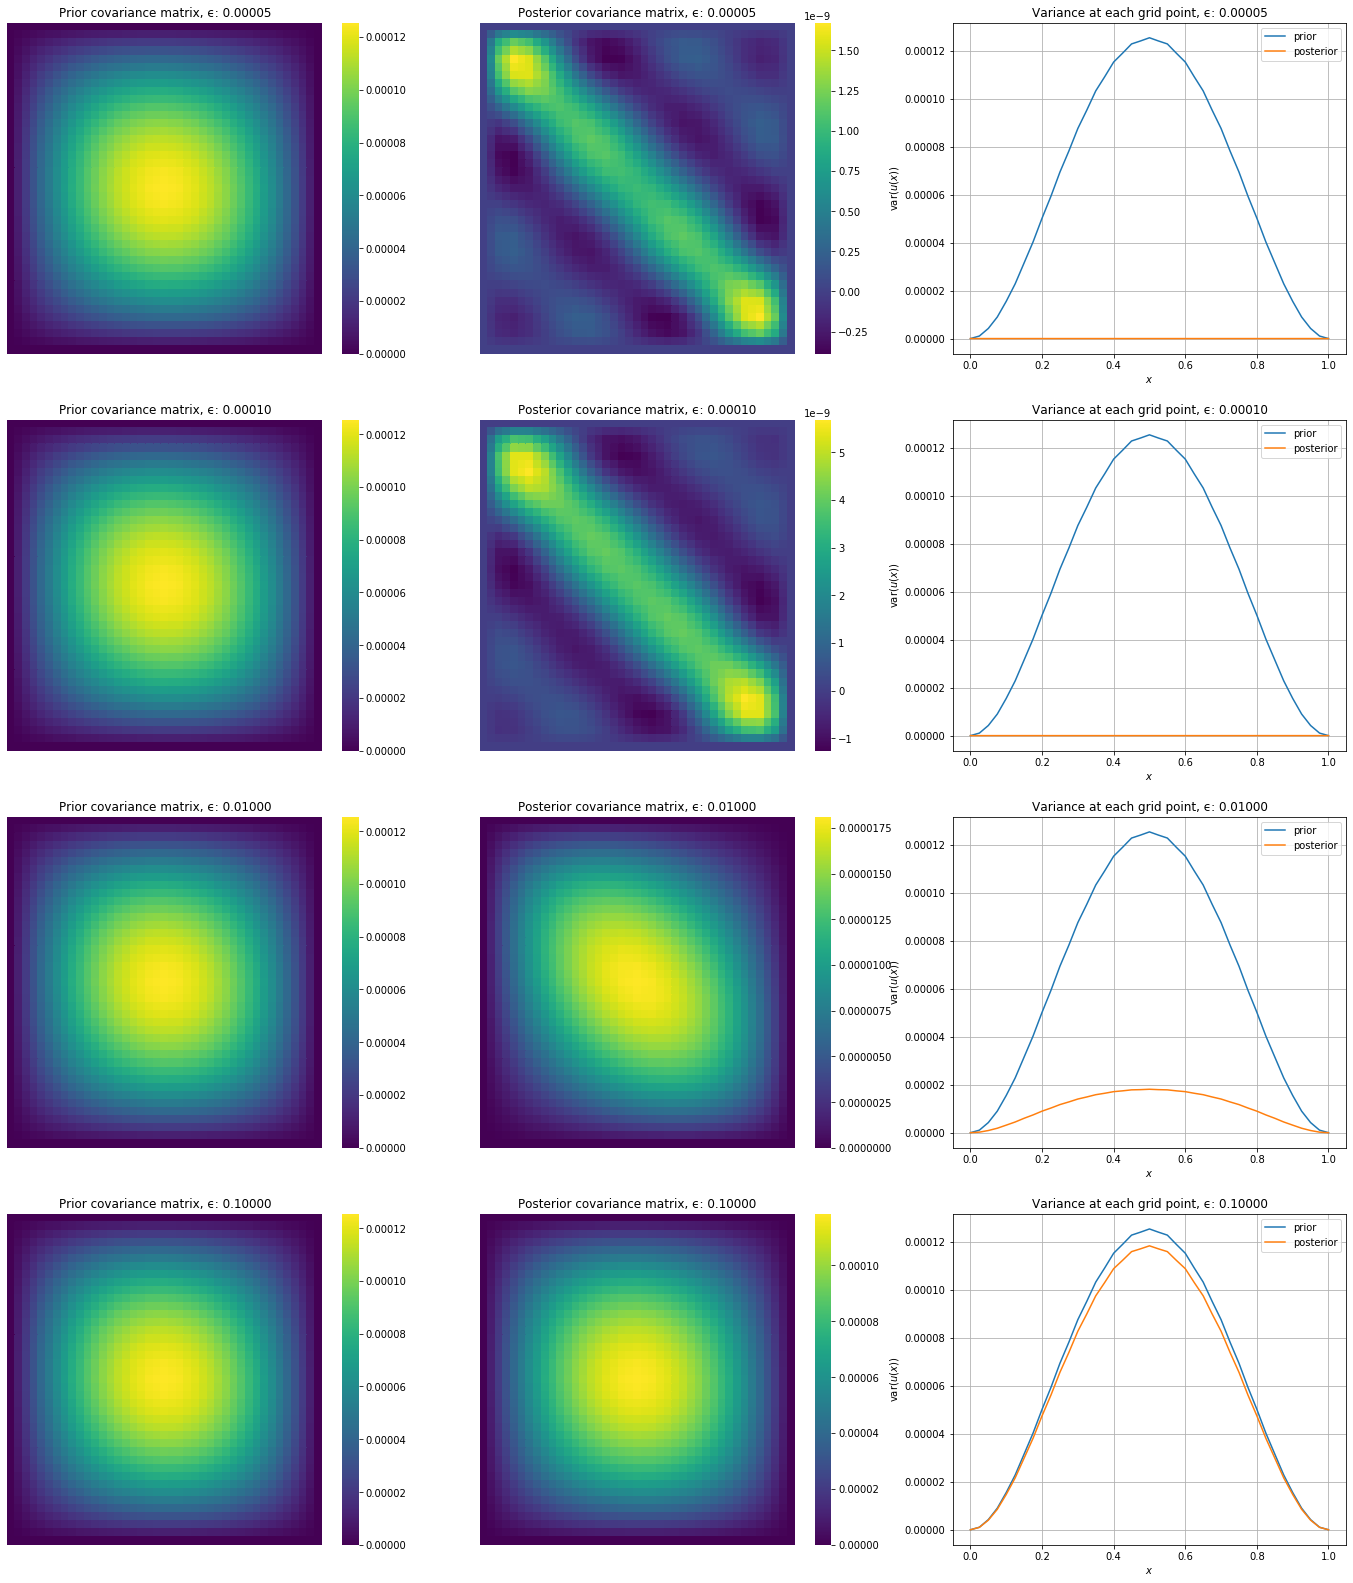 Prior covariance matrix, ϵ: 0.00005
0.00012
0.00010
0.00008
0.00006
0.00004
0.00002
0.00000
Posterior covariance matrix, ϵ: 0.00005
1e−9
1.50
1.25
1.00
0.75
0.50
0.25
0.00
−0.25
Variance at each grid point, ϵ: 0.00005
prior
posterior
0.00012
0.00010
0.00008
0.00006
0.00004
0.00002
0.00000
var(u(x))
0.0 0.2 0.4 0.6 0.8 1.0
x
Prior covariance matrix, ϵ: 0.00010
0.00012
0.00010
0.00008
0.00006
0.00004
0.00002
0.00000
Posterior covariance matrix, ϵ: 0.00010
1e−9
5
4
3
2
1
0
−1
Variance at each grid point, ϵ: 0.00010
prior
posterior
0.00012
0.00010
0.00008
0.00006
0.00004
0.00002
0.00000
var(u(x))
0.0 0.2 0.4 0.6 0.8 1.0
x
Prior covariance matrix, ϵ: 0.01000
0.00012
0.00010
0.00008
0.00006
0.00004
0.00002
0.00000
Posterior covariance matrix, ϵ: 0.01000
0.0000175
0.0000150
0.0000125
0.0000100
0.0000075
0.0000050
0.0000025
0.0000000
Variance at each grid point, ϵ: 0.01000
prior
posterior
0.00012
0.00010
0.00008
0.00006
0.00004
0.00002
0.00000
var(u(x))
0.0 0.2 0.4 0.6 0.8 1.0
x
Prior covariance matrix, ϵ: 0.10000
0.00012
0.00010
0.00008
0.00006
0.00004
0.00002
0.00000
Posterior covariance matrix, ϵ: 0.10000
0.00010
0.00008
0.00006
0.00004
0.00002
0.00000
Variance at each grid point, ϵ: 0.10000
prior
posterior
0.00012
0.00010
0.00008
0.00006
0.00004
0.00002
0.00000
var(u(x))
0.0 0.2 0.4 0.6 0.8 1.0
x